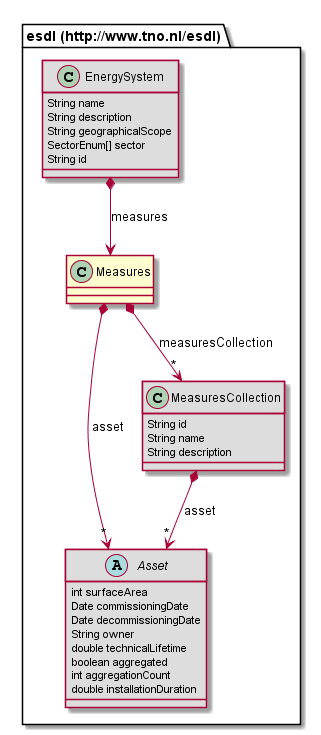 esdl (http://www.tno.nl/esdl)
C EnergySystem
String name
String description
String geographicalScope
SectorEnum[] sector
String id
measures
C Measures
measuresCollection
*
C MeasuresCollection
String id
String name
String description
asset
asset
*
*
A Asset
int surfaceArea
Date commissioningDate
Date decommissioningDate
String owner
double technicalLifetime
boolean aggregated
int aggregationCount
double installationDuration